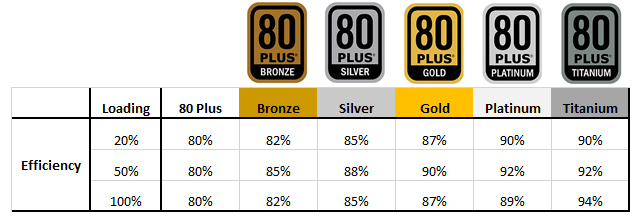 80 PLUS® BRONZE
80 PLUS® SILVER
80 PLUS® GOLD
80 PLUS® PLATINUM
80 PLUS® TITANIUM
Loading 80 Plus Bronze Silver Gold Platinum Titanium
20% 80% 82% 85% 87% 90% 90%
Efficiency 50% 80% 85% 88% 90% 92% 92%
100% 80% 82% 85% 87% 89% 94%